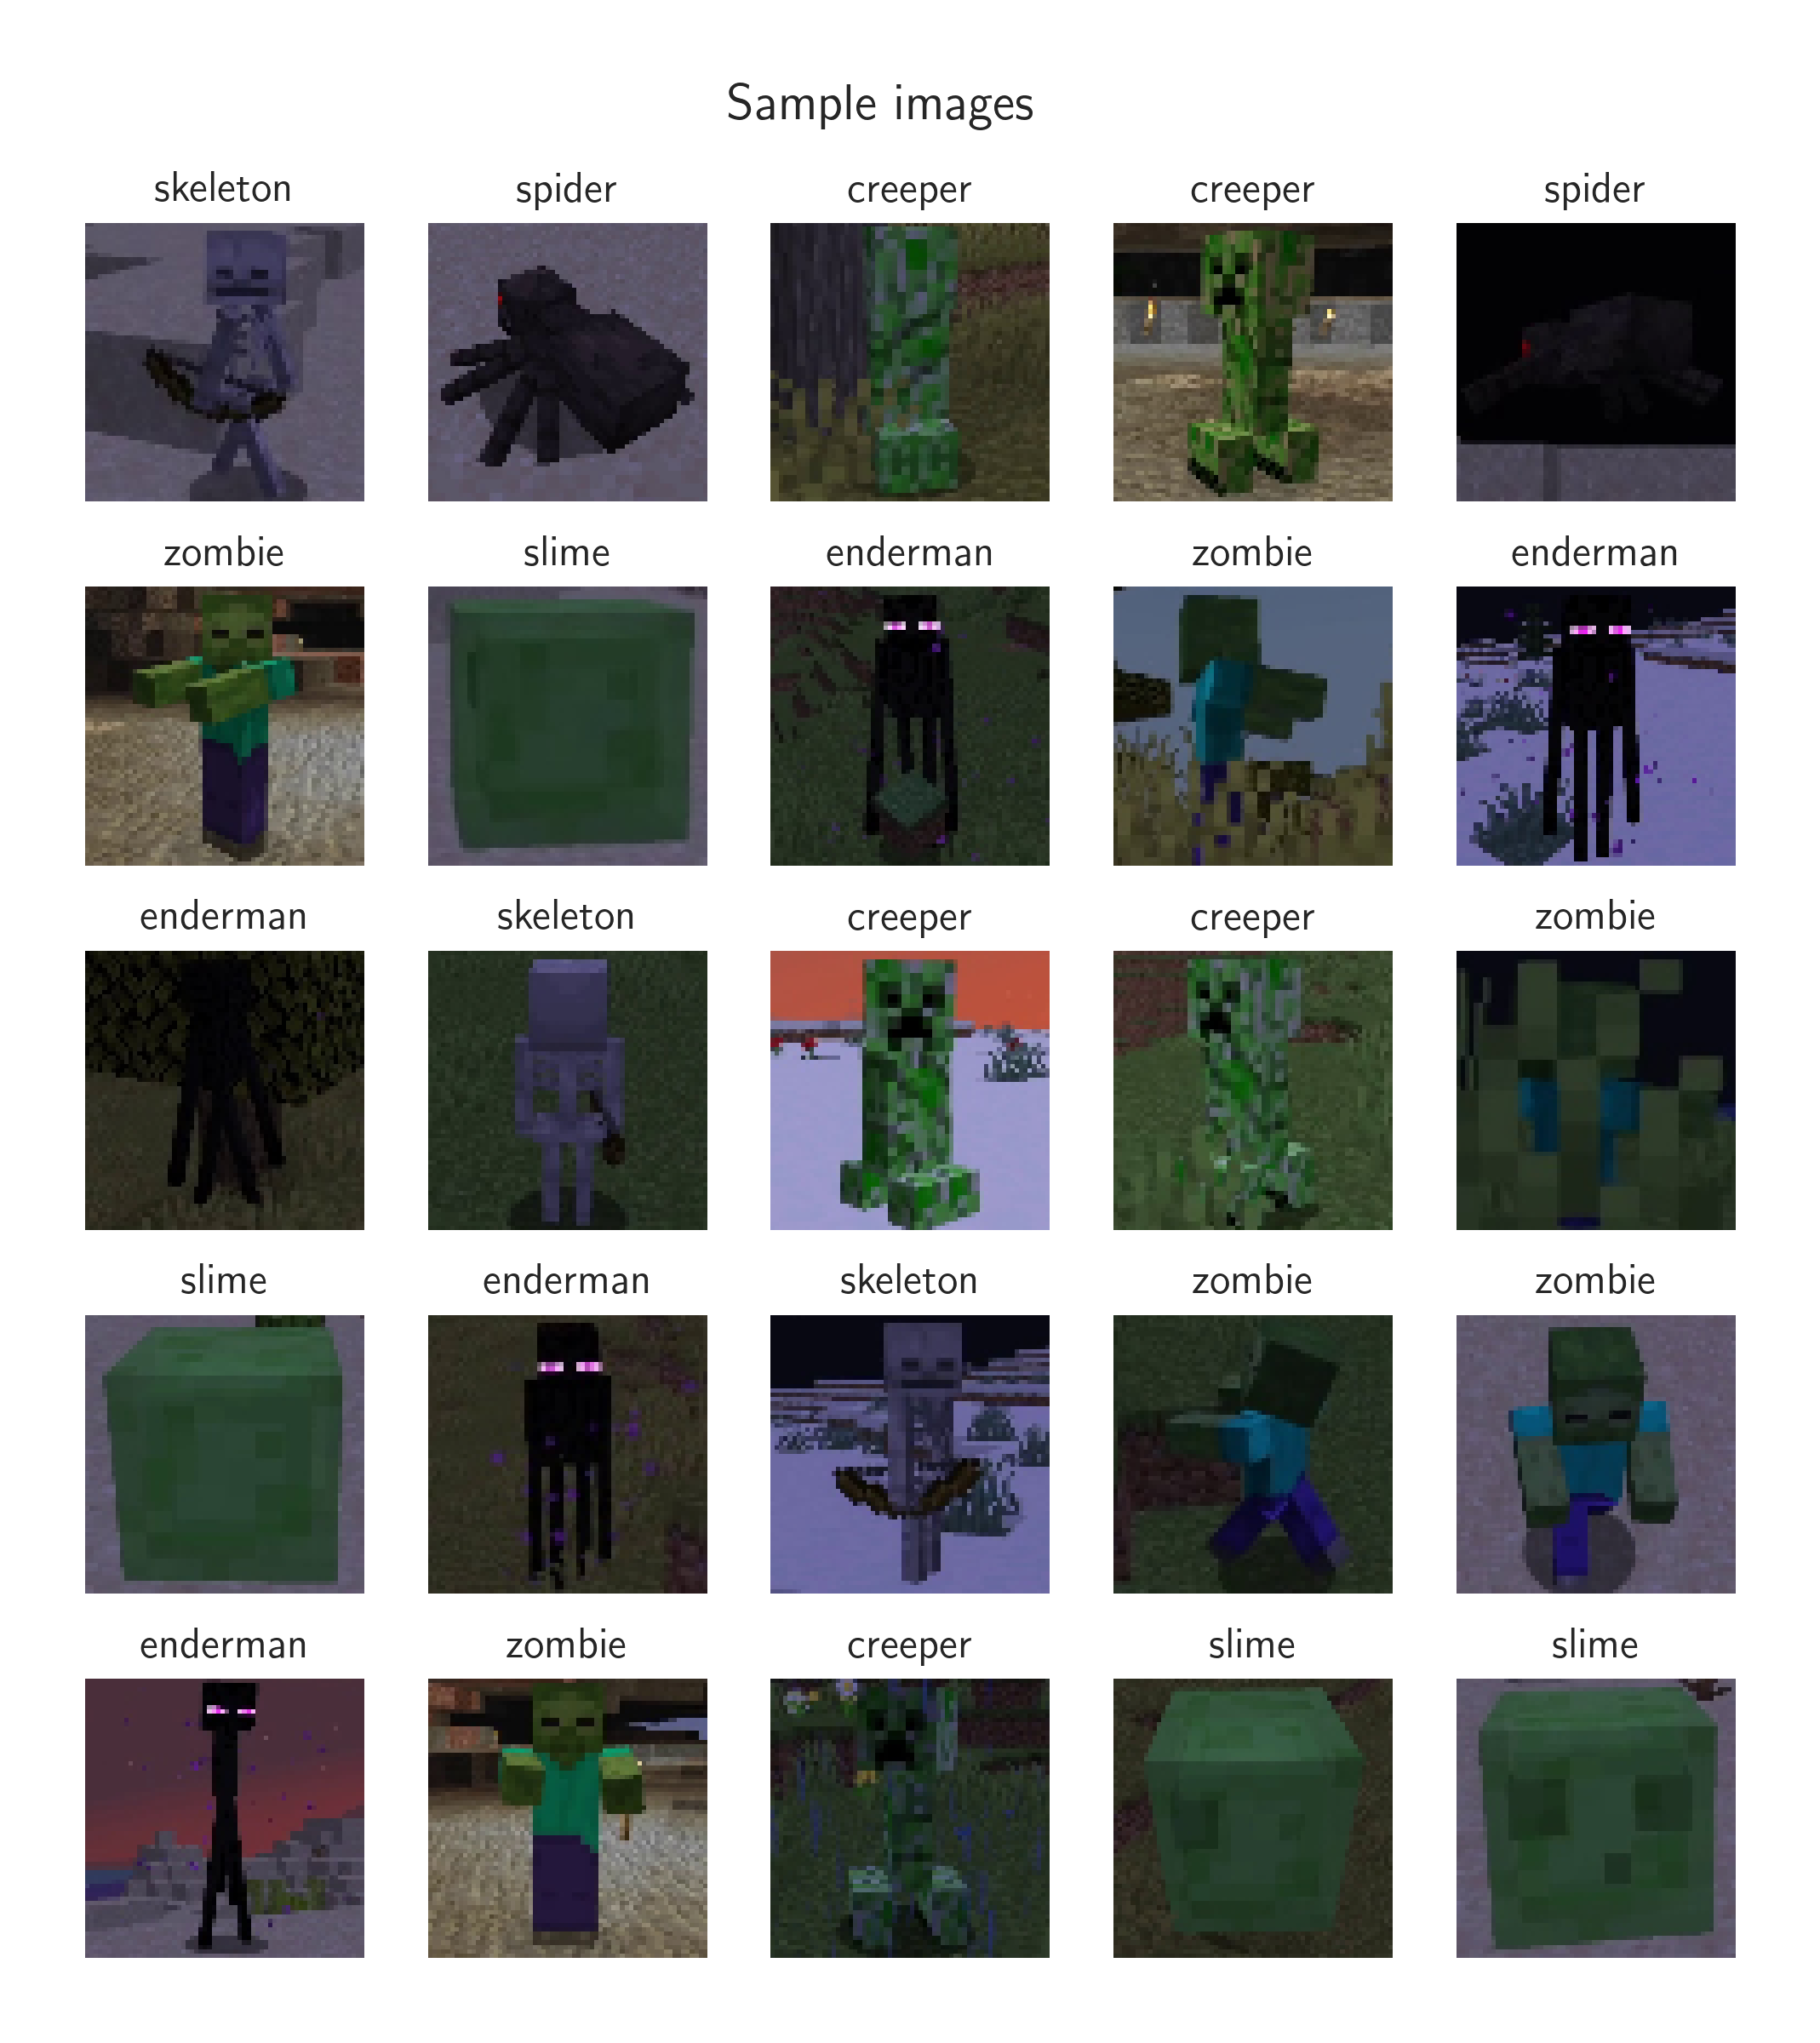 Sample images
skeleton spider creeper creeper spider
zombie slime enderman zombie enderman
enderman skeleton creeper creeper zombie
slime enderman skeleton zombie zombie
enderman zombie creeper slime slime